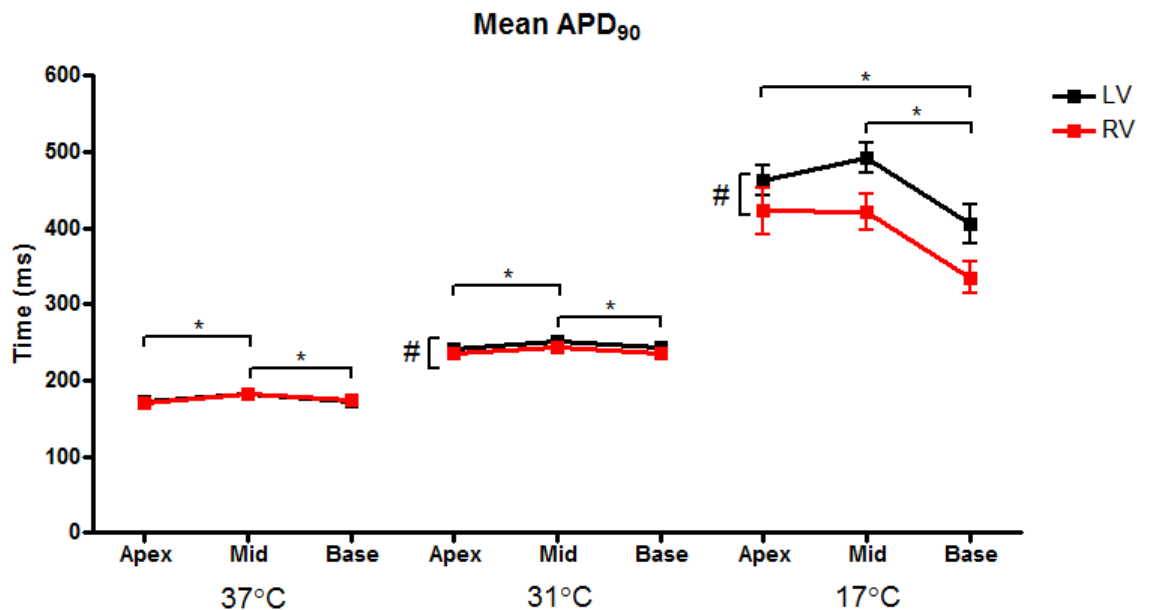 Mean APD90
Time (ms)
600
500
400
300
200
100
0
*
*
*
*
*
*
#
#
LV
RV
Apex Mid Base Apex Mid Base Apex Mid Base
37°C 31°C 17°C